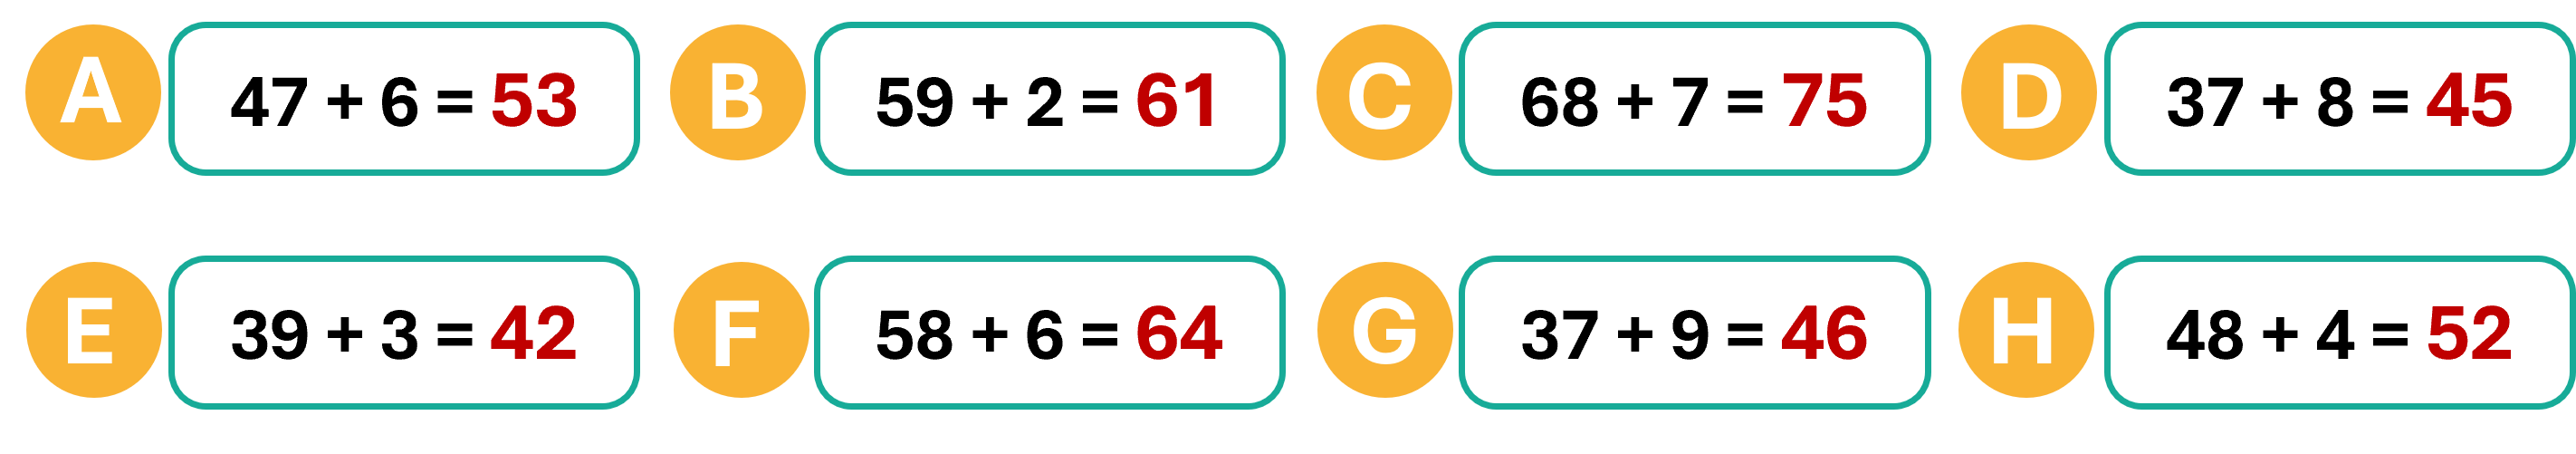 A 47 + 6 = 53 B 59 + 2 = 61 C 68 + 7 = 75 D 37 + 8 = 45
E 39 + 3 = 42 F 58 + 6 = 64 G 37 + 9 = 46 H 48 + 4 = 52